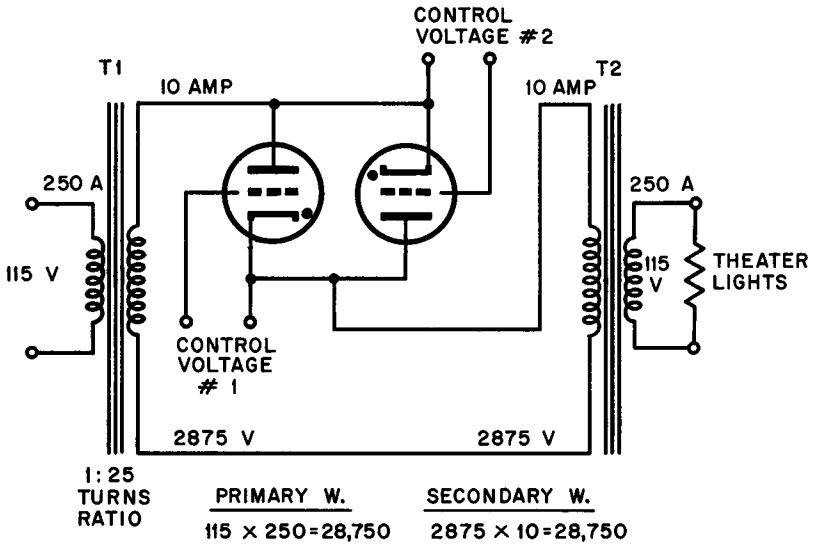 CONTROL
VOLTAGE #2
T1
10 AMP
10 AMP
T2
250 A
250 A
115 V
115
V
THEATER
LIGHTS
CONTROL
VOLTAGE
# 1
2875 V
2875 V
1:25
TURNS
RATIO
PRIMARY W.
SECONDARY W.
115 × 250=28,750
2875 × 10=28,750